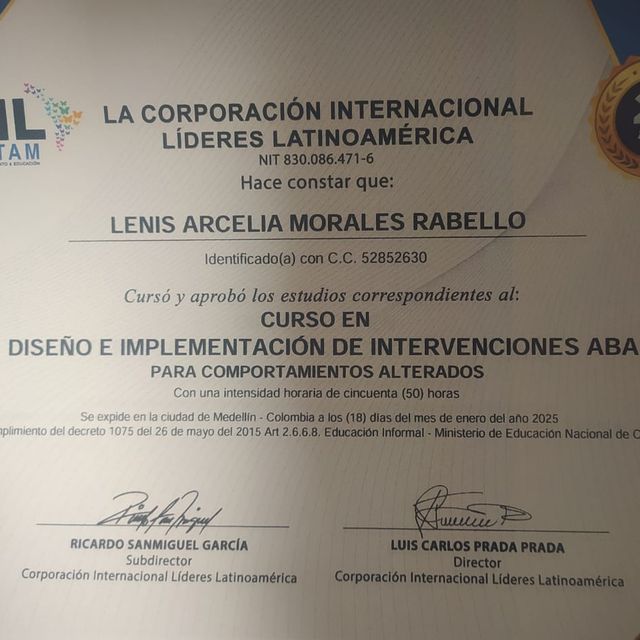 IL
TAM
NTO & EDUCACIÓN
LA CORPORACIÓN INTERNACIONAL
LÍDERES LATINOAMÉRICA
NIT 830.086.471-6
Hace constar que:
LENIS ARCELIA MORALES RABELLO
Identificado(a) con C.C. 52852630
Cursó y aprobó los estudios correspondientes al:
CURSO EN
DISEÑO E IMPLEMENTACIÓN DE INTERVENCIONES ABA
PARA COMPORTAMIENTOS ALTERADOS
Con una intensidad horaria de cincuenta (50) horas
Se expide en la ciudad de Medellín - Colombia a los (18) días del mes de enero del año 2025
mplimiento del decreto 1075 del 26 de mayo del 2015 Art 2.6.6.8. Educación Informal - Ministerio de Educación Nacional de C
RICARDO SANMIGUEL GARCÍA
Subdirector
Corporación Internacional Líderes Latinoamérica
LUIS CARLOS PRADA PRADA
Director
Corporación Internacional Líderes Latinoamérica